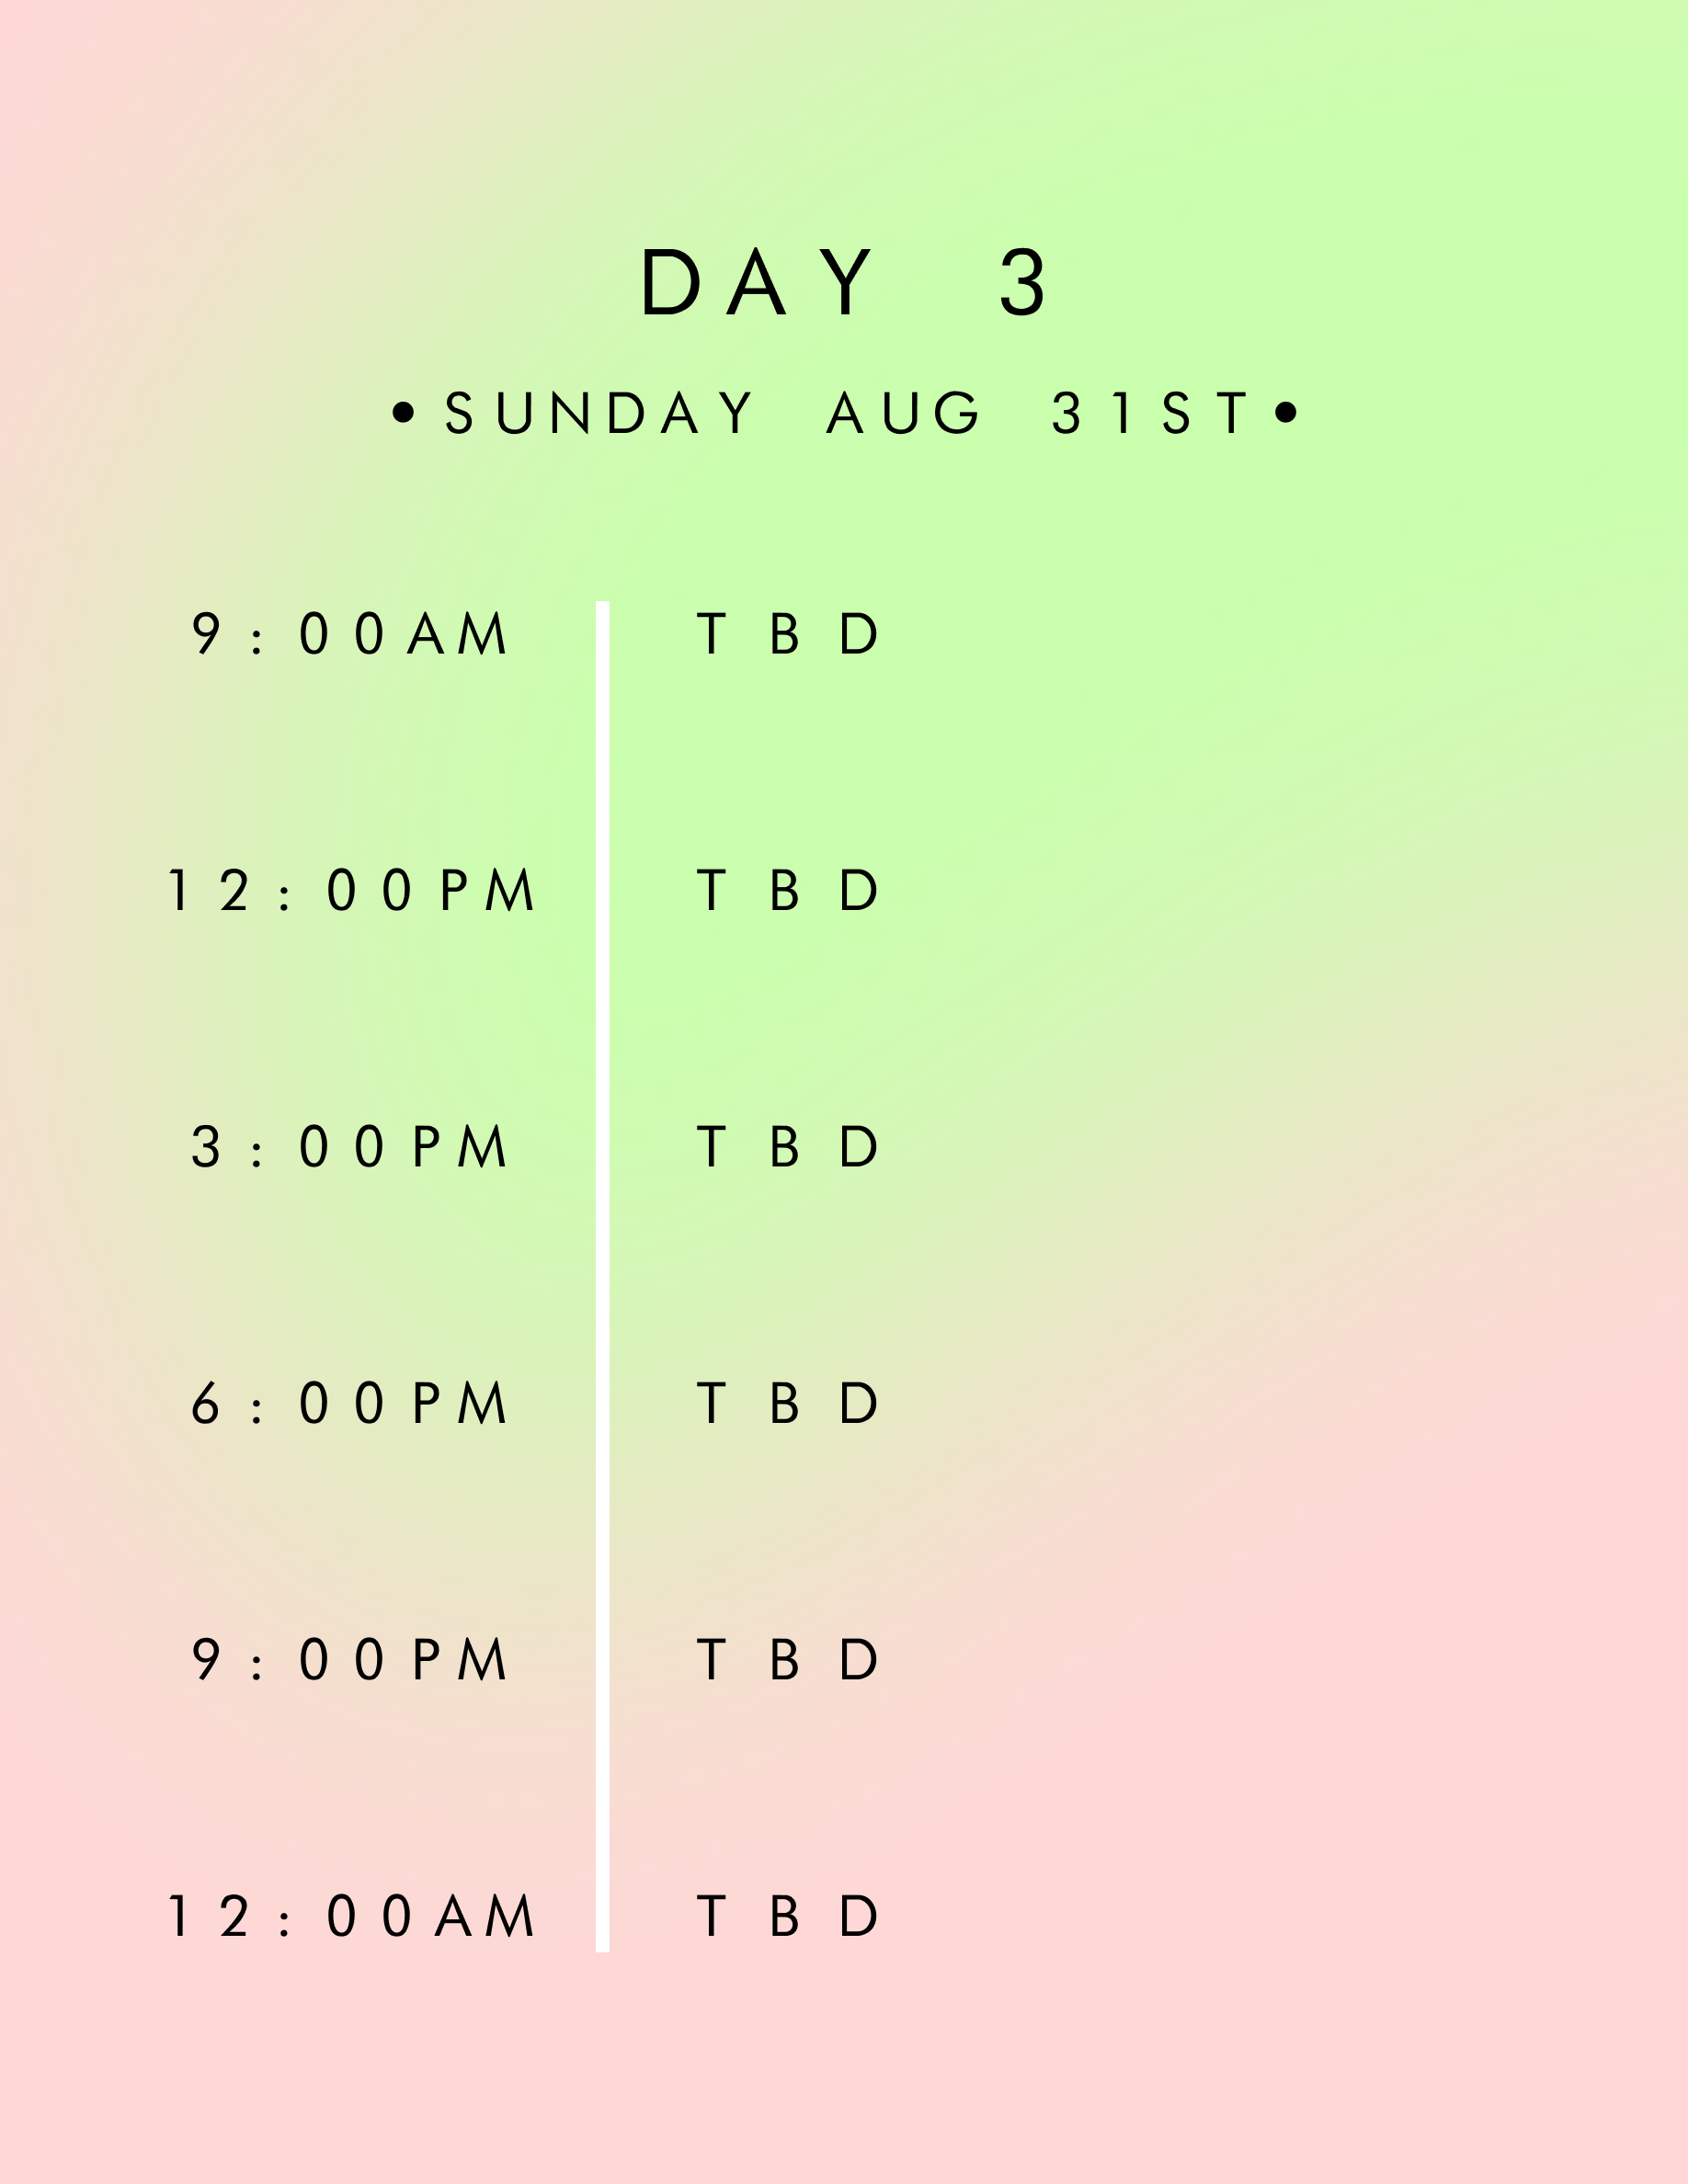 DAY 3
•SUNDAY AUG 31ST•
9:00AM TBD
12:00PM TBD
3:00PM TBD
6:00PM TBD
9:00PM TBD
12:00AM TBD